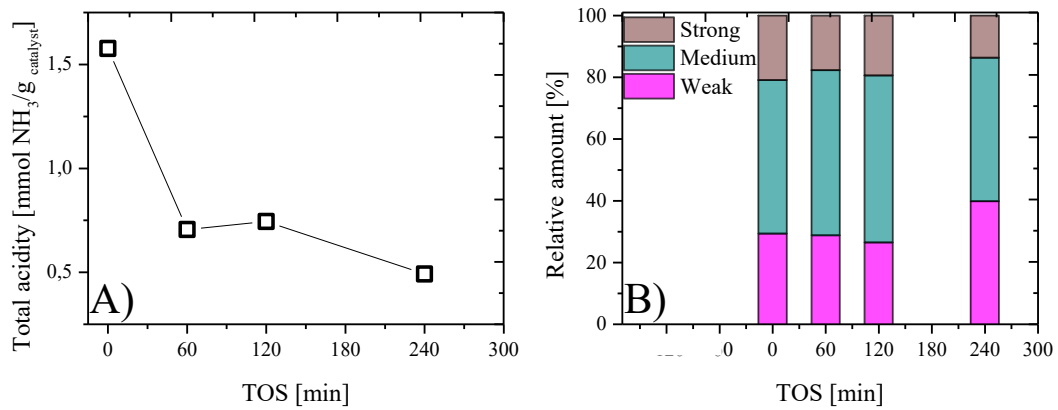 Total acidity [mmol NH3/g catalyst]
1,5
1,0
0,5
A)
0 60 120 180 240 300
TOS [min]
Relative amount [%]
100
80
60
40
20
0
Strong
Medium
Weak
B)
0 60 120 180 240 300
TOS [min]